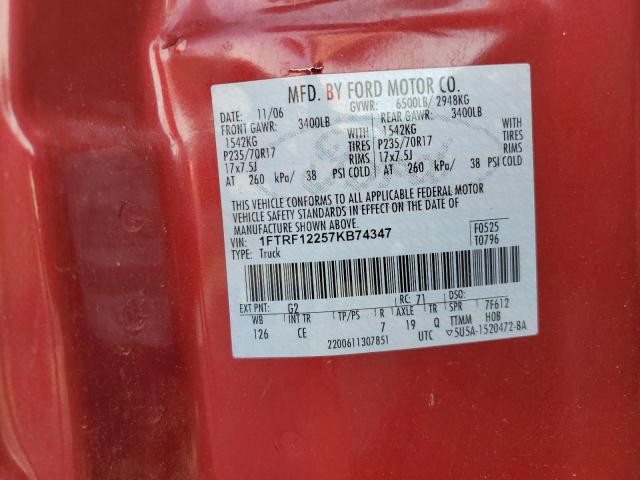 MFD. BY FORD MOTOR CO.
DATE: 11/06 GVWR: 6500LB/ 2948KG
FRONT GAWR: 3400LB REAR GAWR: 3400LB
1542KG 1542KG
P235/70R17 TIRES P235/70R17 TIRES
17x7.5J RIMS 17x7.5J RIMS
AT 260 kPa/ 38 PSI COLD AT 260 kPa/ 38 PSI COLD
THIS VEHICLE CONFORMS TO ALL APPLICABLE FEDERAL MOTOR
VEHICLE SAFETY STANDARDS IN EFFECT ON THE DATE OF
MANUFACTURE SHOWN ABOVE.
VIN: 1FTRF12257KB74347 F0525
TYPE: Truck T0796
EXT PNT: G2 RC: 71 DSO:
WB INT TR TP/PS R AXLE TR SPR 7F612
126 CE 7 19 Q TTMM HOB
2200611307851 UTC ▽5U5A-1520472-BA